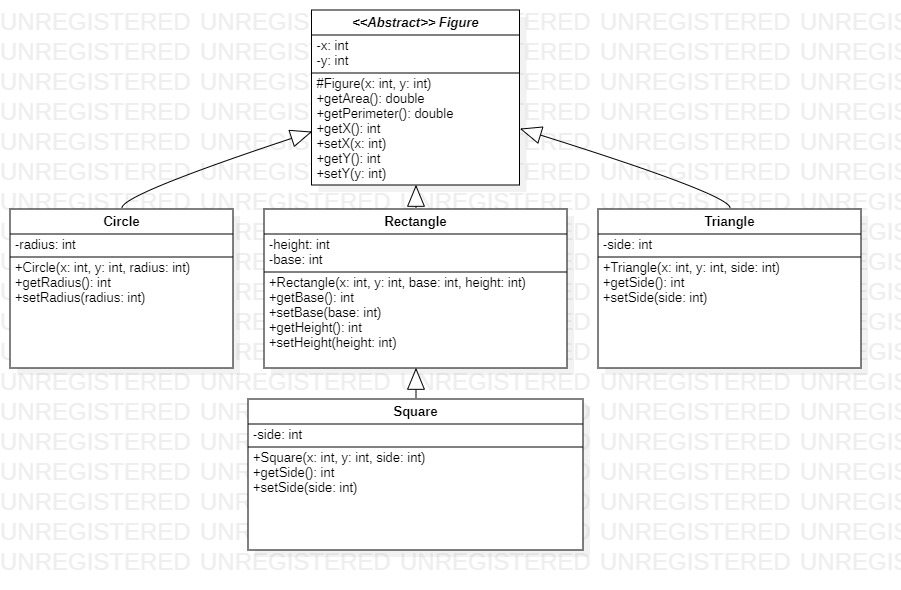 <<Abstract>> Figure
-x: int
-y: int
#Figure(x: int, y: int)
+getArea(): double
+getPerimeter(): double
+getX(): int
+setX(x: int)
+getY(): int
+setY(y: int)
Circle
-radius: int
+Circle(x: int, y: int, radius: int)
+getRadius(): int
+setRadius(radius: int)
Rectangle
-height: int
-base: int
+Rectangle(x: int, y: int, base: int, height: int)
+getBase(): int
+setBase(base: int)
+getHeight(): int
+setHeight(height: int)
Triangle
-side: int
+Triangle(x: int, y: int, side: int)
+getSide(): int
+setSide(side: int)
Square
-side: int
+Square(x: int, y: int, side: int)
+getSide(): int
+setSide(side: int)
UNREGISTERED